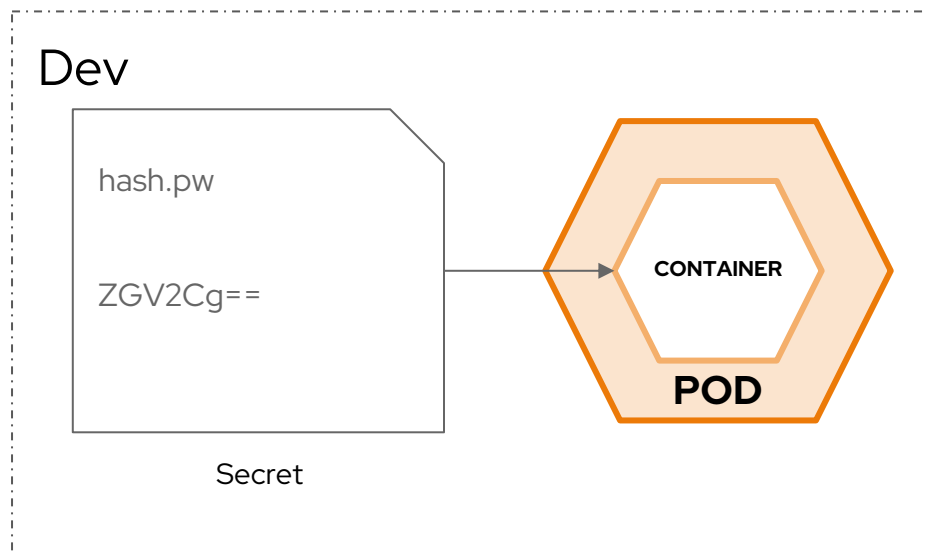 Dev
hash.pw
ZGV2Cg==
Secret
CONTAINER
POD